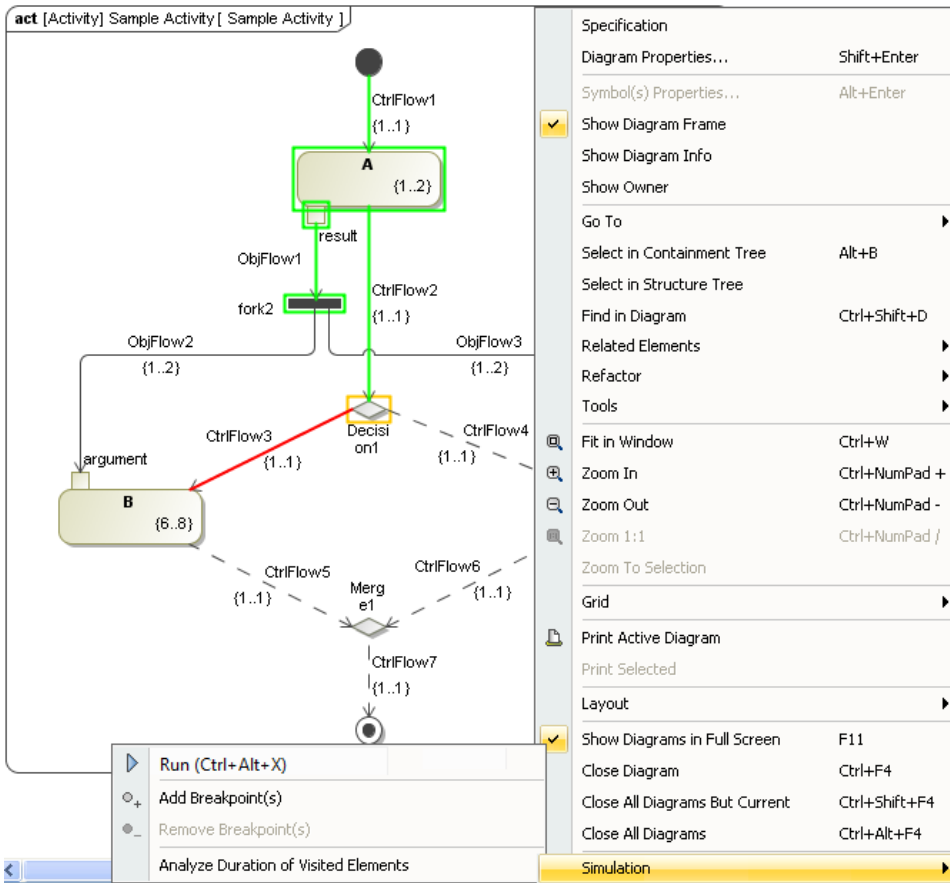 act [Activity] Sample Activity [ Sample Activity ]
CtrlFlow1
{1..1}
A
{1..2}
result
ObjFlow1
CtrlFlow2
fork2
{1..1}
ObjFlow2
ObjFlow3
{1..2}
{1..2}
Decisi
on1
CtrlFlow3
CtrlFlow4
{1..1}
{1..1}
argument
B
{6..8}
CtrlFlow5
CtrlFlow6
{1..1}
{1..1}
Merg
e1
CtrlFlow7
{1..1}
Specification
Diagram Properties... Shift+Enter
Symbol(s) Properties... Alt+Enter
Show Diagram Frame
Show Diagram Info
Show Owner
Go To
Select in Containment Tree Alt+B
Select in Structure Tree
Find in Diagram Ctrl+Shift+D
Related Elements
Refactor
Tools
Fit in Window Ctrl+W
Zoom In Ctrl+NumPad +
Zoom Out Ctrl+NumPad -
Zoom 1:1 Ctrl+NumPad /
Zoom To Selection
Grid
Print Active Diagram
Print Selected
Layout
Show Diagrams in Full Screen F11
Close Diagram Ctrl+F4
Close All Diagrams But Current Ctrl+Shift+F4
Close All Diagrams Ctrl+Alt+F4
Simulation
Run (Ctrl+Alt+X)
Add Breakpoint(s)
Remove Breakpoint(s)
Analyze Duration of Visited Elements